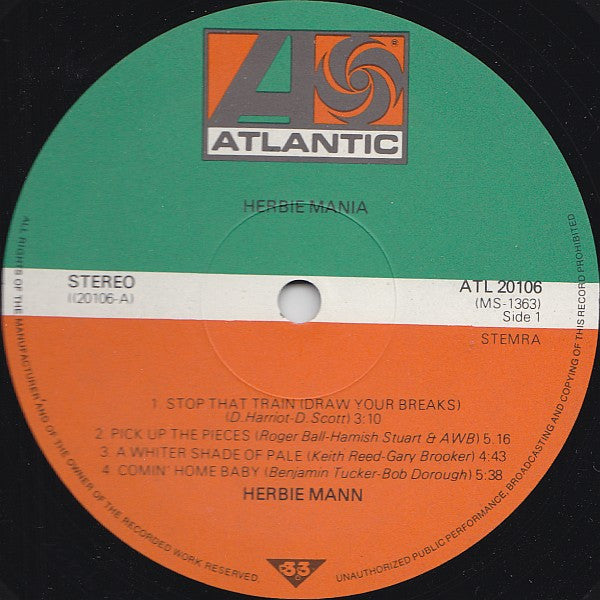 ®
ATLANTIC
HERBIE MANIA
STEREO
((20106-A)
ATL 20106
(MS-1363)
Side 1
STEMRA
1. STOP THAT TRAIN (DRAW YOUR BREAKS)
(D.Harriot-D.Scott) 3:10
2. PICK UP THE PIECES (Roger Ball-Hamish Stuart & AWB) 5.16
3. A WHITER SHADE OF PALE (Keith Reed-Gary Brooker) 4:43
4. COMIN' HOME BABY (Benjamin Tucker-Bob Dorough) 5:38
HERBIE MANN
33
ALL RIGHTS OF THE MANUFACTURER AND OF THE OWNER OF THE RECORDED WORK RESERVED.
UNAUTHORIZED PUBLIC PERFORMANCE, BROADCASTING AND COPYING OF THIS RECORD PROHIBITED.